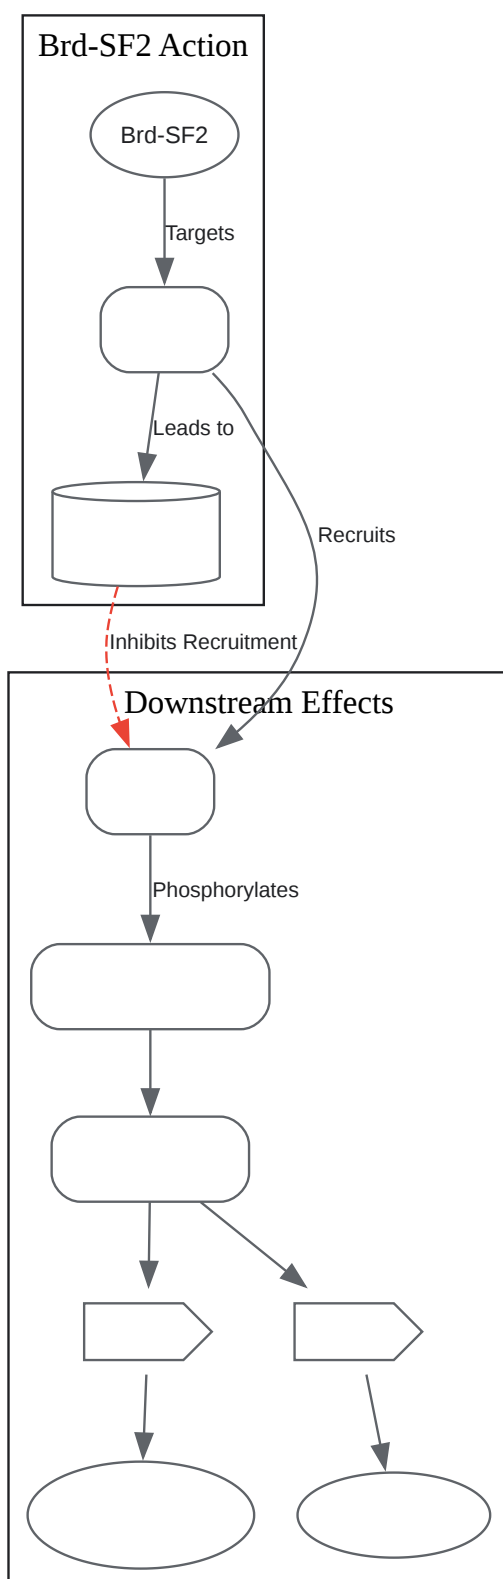 Brd-SF2 Action
Brd-SF2
Targets
Leads to
Recruits
Inhibits Recruitment
Downstream Effects
Phosphorylates